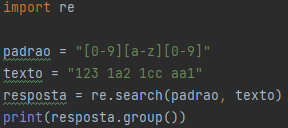 import re
padrao = "[0-9][a-z][0-9]"
texto = "123 1a2 1cc aa1"
resposta = re.search(padrao, texto)
print(resposta.group())